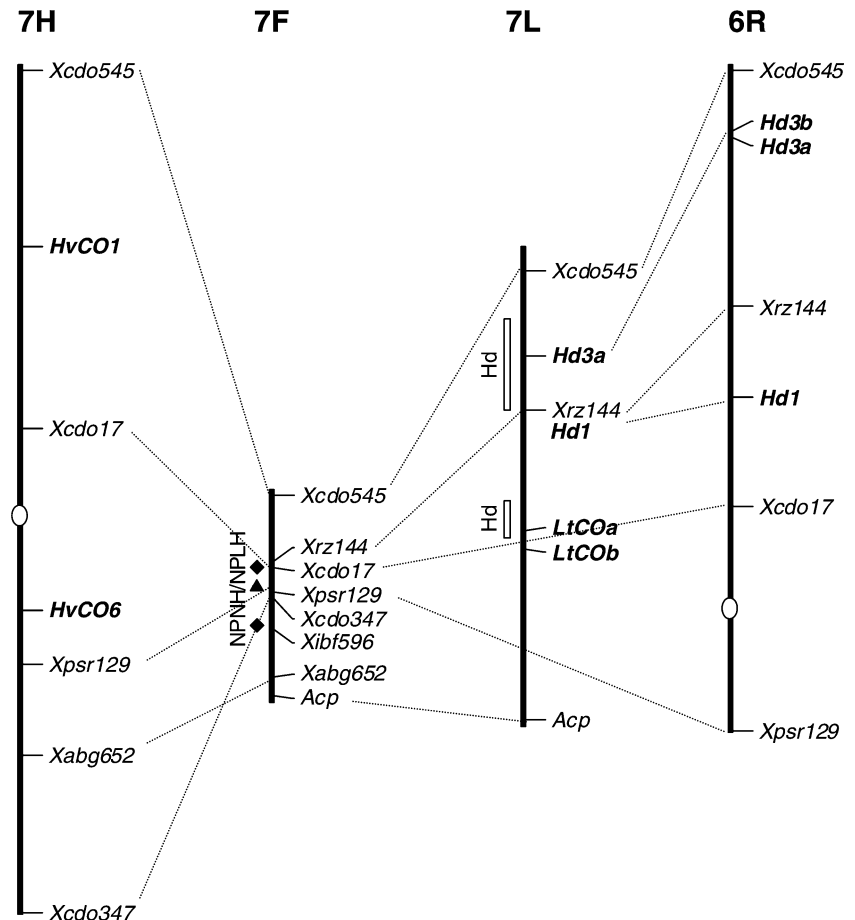 7H
7F
7L
6R
Xcdo545
HvCO1
Xcdo17
HvCO6
Xpsr129
Xabg652
Xcdo347
NPNH/NPLH
Xcdo545
Xrz144
Xcdo17
Xpsr129
Xcdo347
Xibf596
Xabg652
Acp
Hd
Hd
Xcdo545
Hd3a
Xrz144
Hd1
LtCOa
LtCOb
Acp
Xcdo545
Hd3b
Hd3a
Xrz144
Hd1
Xcdo17
Xpsr129